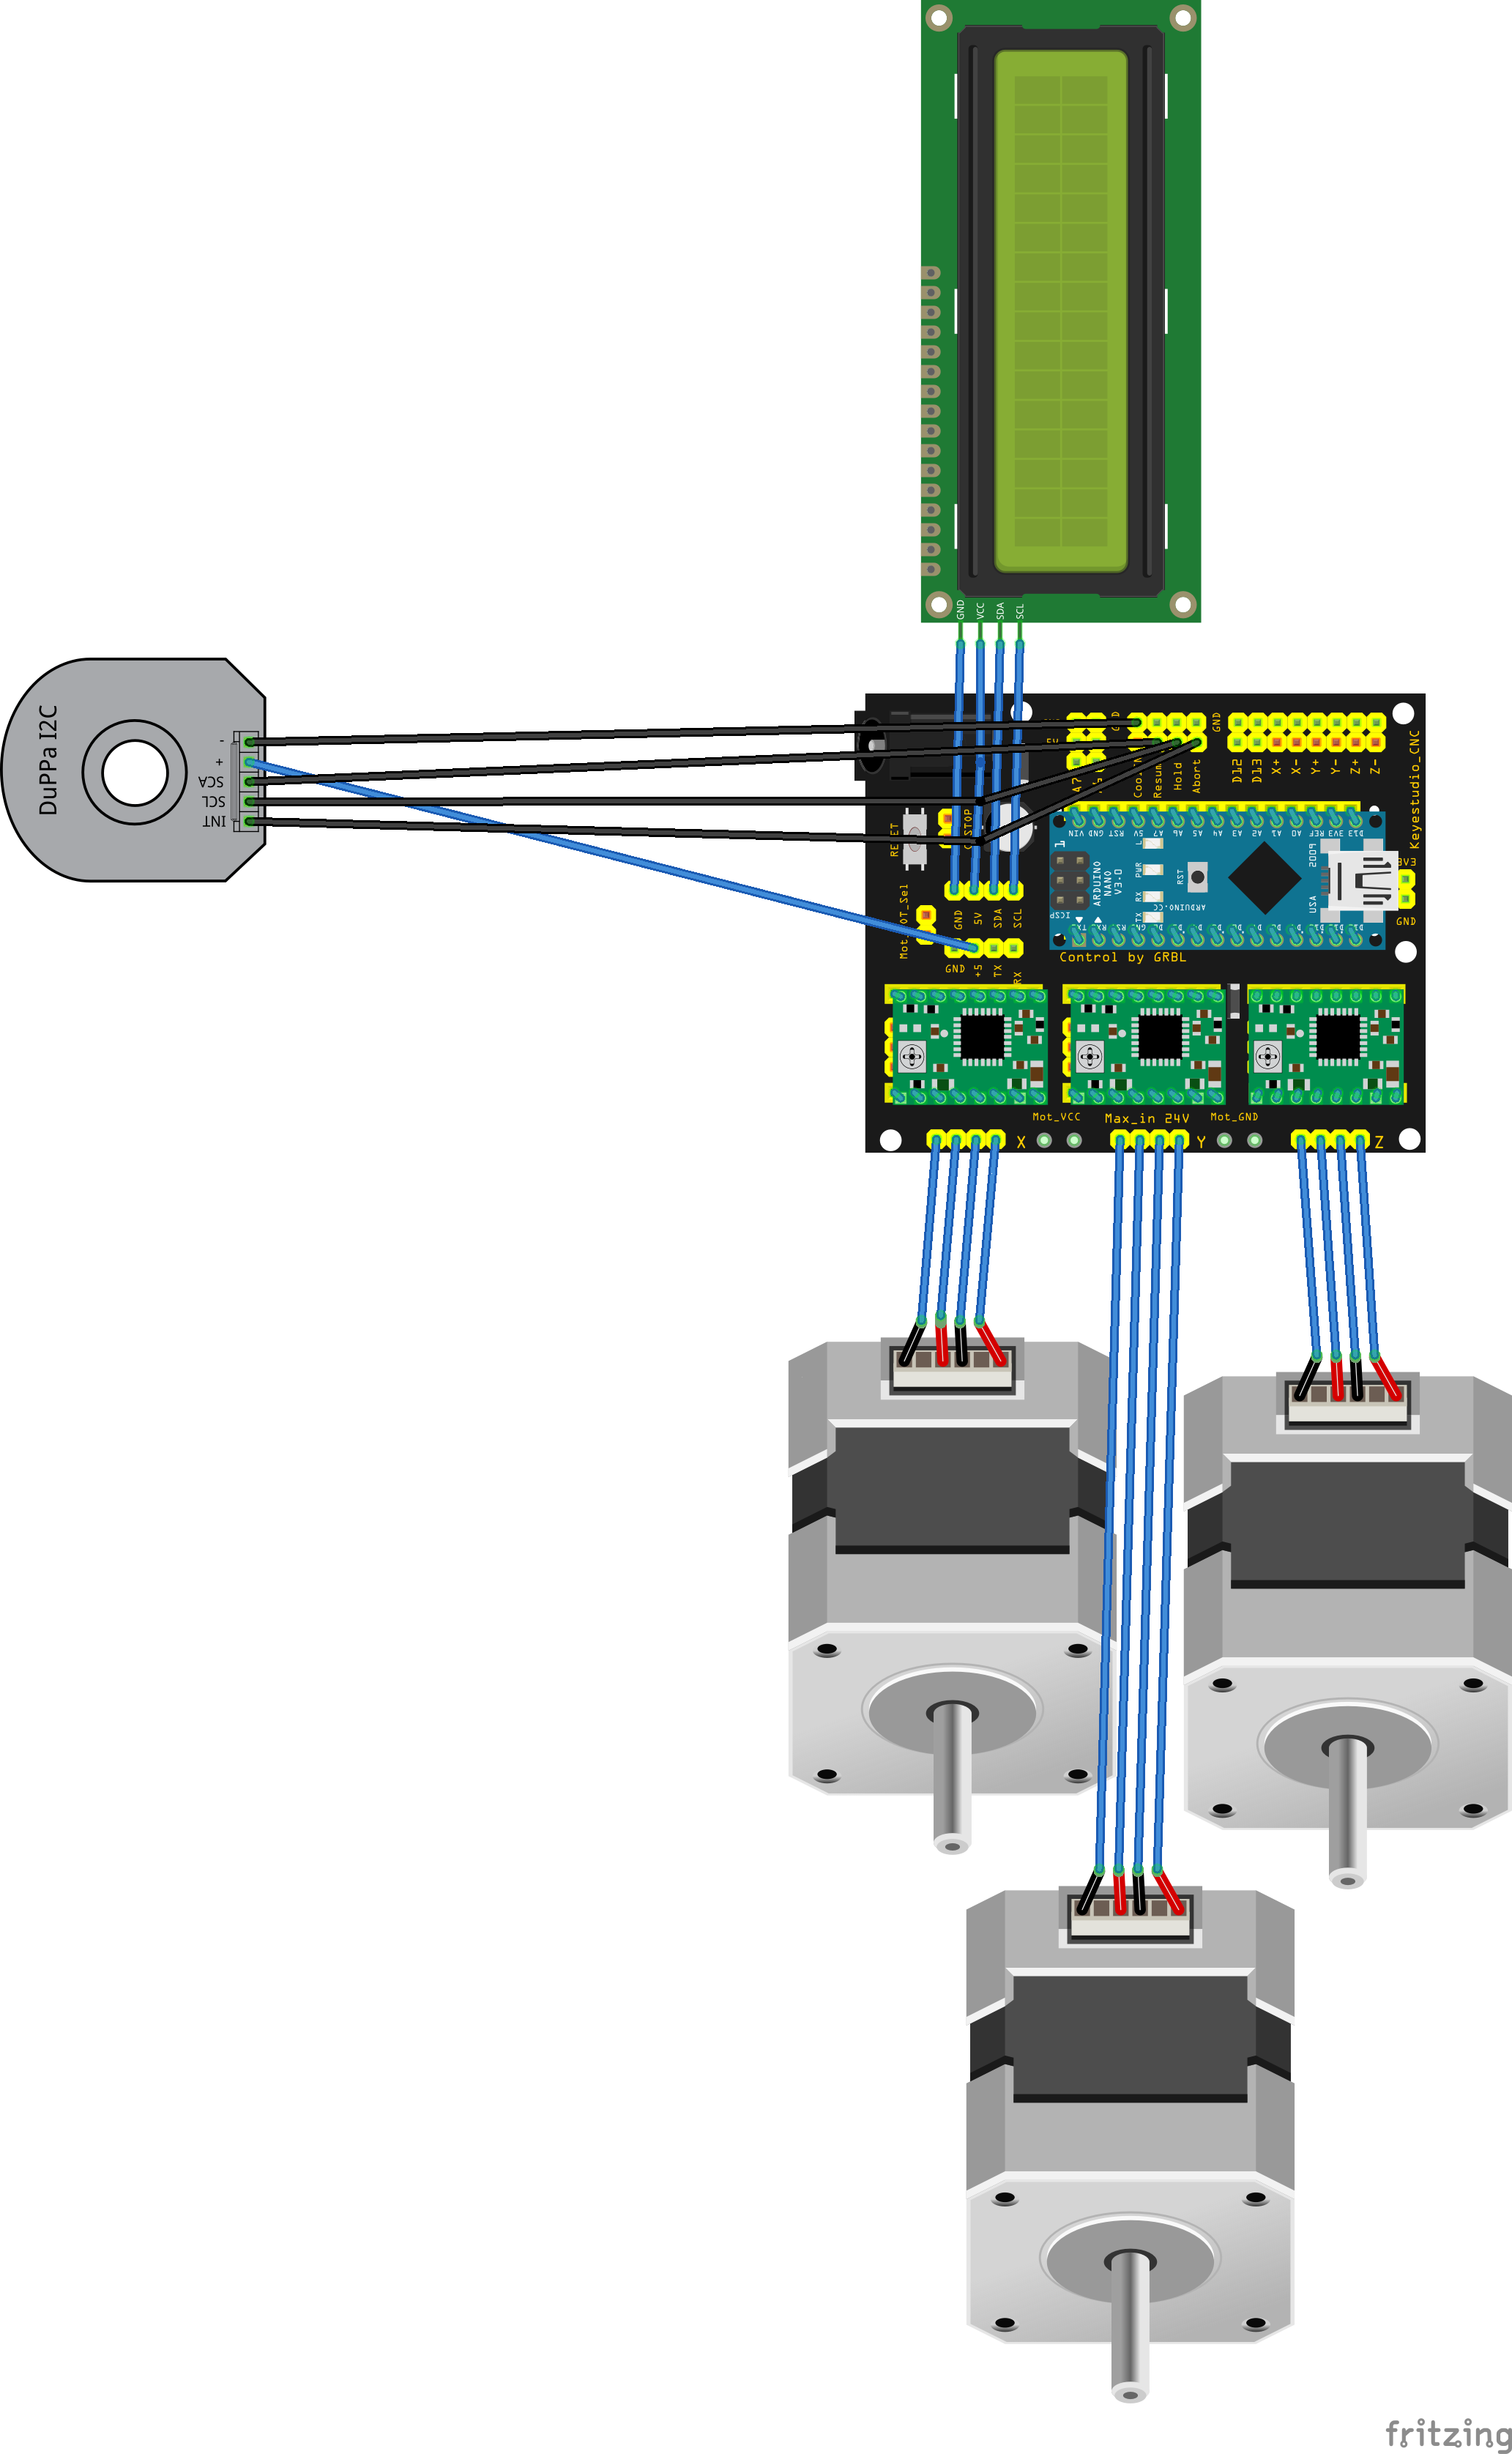 GND
VCC
SDA
SCL
DuPPa I2C
-
+
SCA
SCL
INT
GND
GND
Resum
Hold
Abort
D12
D13
X+
X-
Y+
Y-
Z+
Z-
Keyestudio_CNC
RESET
VIN
GND
RST
5V
A7
A6
A5
A4
A3
A2
A1
A0
REF
3V3
D13
L
PWR
RX
TX
RST
ARDUINO
NANO
V3.0
ICSP
ARDUINO.CC
USA
2009
3V3
GND
GND
5V
SDA
SCL
GND
+5
TX
RX
Control by GRBL
Mot_VCC
Max_in 24V
Mot_GND
X
Y
Z
fritzing